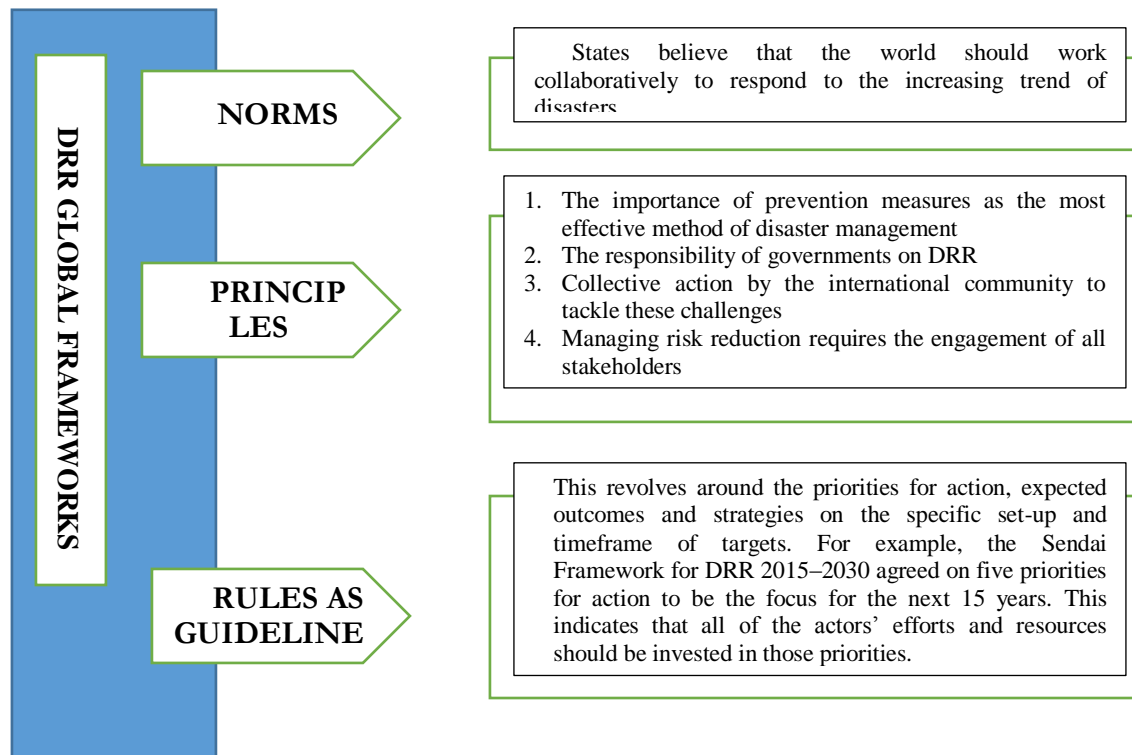 DRR GLOBAL FRAMEWORKS
NORMS
States believe that the world should work
collaboratively to respond to the increasing trend of
disasters
PRINCIP
LES
1. The importance of prevention measures as the most
effective method of disaster management
2. The responsibility of governments on DRR
3. Collective action by the international community to
tackle these challenges
4. Managing risk reduction requires the engagement of all
stakeholders
RULES AS
GUIDELINE
This revolves around the priorities for action, expected
outcomes and strategies on the specific set-up and
timeframe of targets. For example, the Sendai
Framework for DRR 2015–2030 agreed on five priorities
for action to be the focus for the next 15 years. This
indicates that all of the actors’ efforts and resources
should be invested in those priorities.